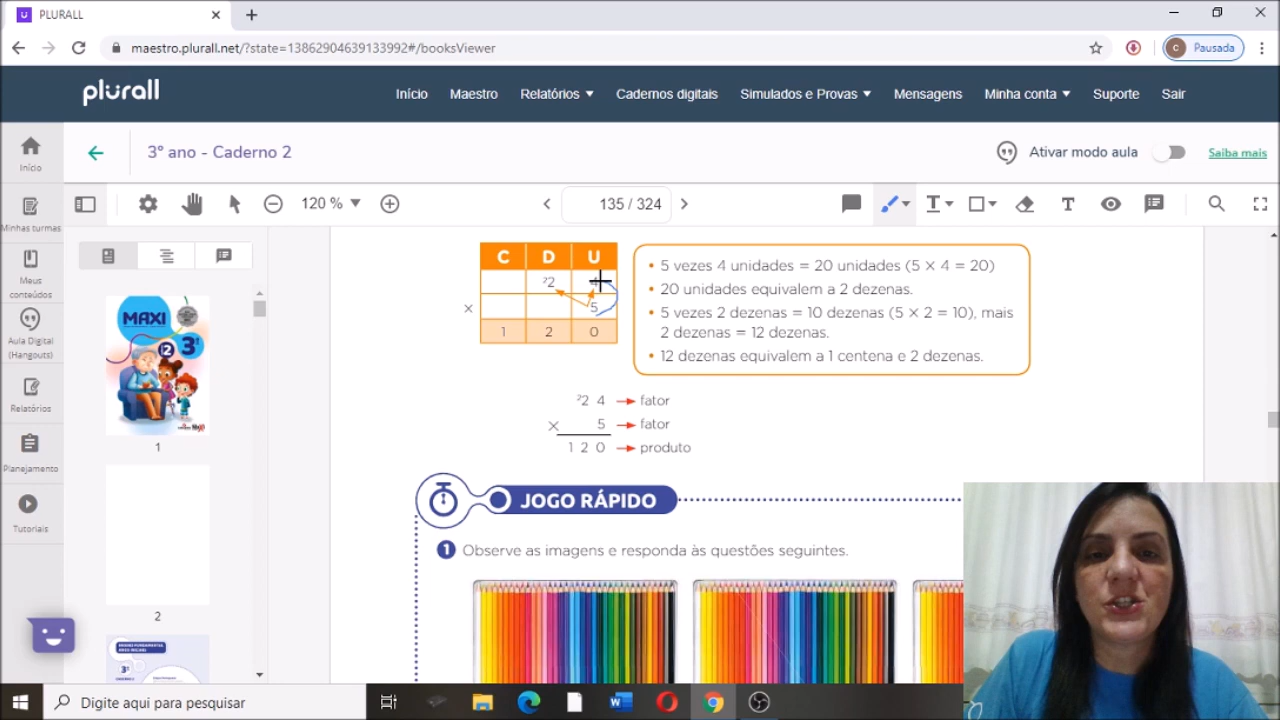 PLURALL
maestro.plurall.net/?state=13862904639133992#/booksViewer
C
Pausada
plurall
Início
Maestro
Relatórios
Cadernos digitais
Simulados e Provas
Mensagens
Minha conta
Suporte
Sair
Início
Minhas turmas
Meus
conteúdos
Aula Digital
(Hangouts)
Relatórios
Planejamento
Tutoriais
3º ano - Caderno 2
Ativar modo aula
Saiba mais
120 %
135 / 324
MAXI
2 3º
1
2
C D U
²2 4
× 5
1 2 0
• 5 vezes 4 unidades = 20 unidades (5 × 4 = 20)
• 20 unidades equivalem a 2 dezenas.
• 5 vezes 2 dezenas = 10 dezenas (5 × 2 = 10), mais
2 dezenas = 12 dezenas.
• 12 dezenas equivalem a 1 centena e 2 dezenas.
²2 4 → fator
× 5 → fator
1 2 0 → produto
JOGO RÁPIDO
1 Observe as imagens e responda às questões seguintes.
Digite aqui para pesquisar